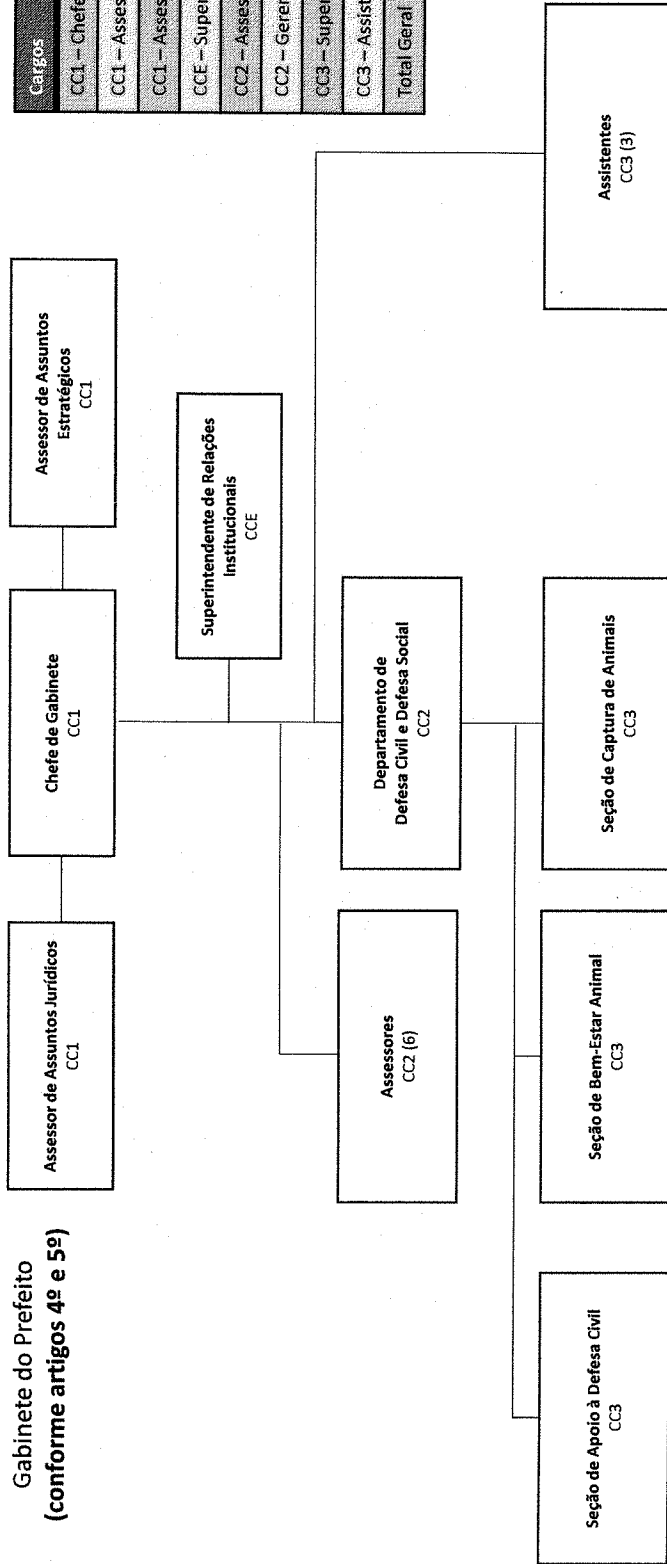 Gabinete do Prefeito
(conforme artigos 4º e 5º)
Assessor de Assuntos Jurídicos
CC1
Chefe de Gabinete
CC1
Assessor de Assuntos
Estratégicos
CC1
Superintendente de Relações
Institucionais
CCE
Assessores
CC2 (6)
Departamento de
Defesa Civil e Defesa Social
CC2
Seção de Apoio à Defesa Civil
CC3
Seção de Bem-Estar Animal
CC3
Seção de Captura de Animais
CC3
Assistentes
CC3 (3)
Cargos
CC1 – Chefe
CC1 – Asses
CC1 – Asses
CCE – Super
CC2 – Asses
CC2 – Geren
CC3 – Super
CC3 – Assist
Total Geral